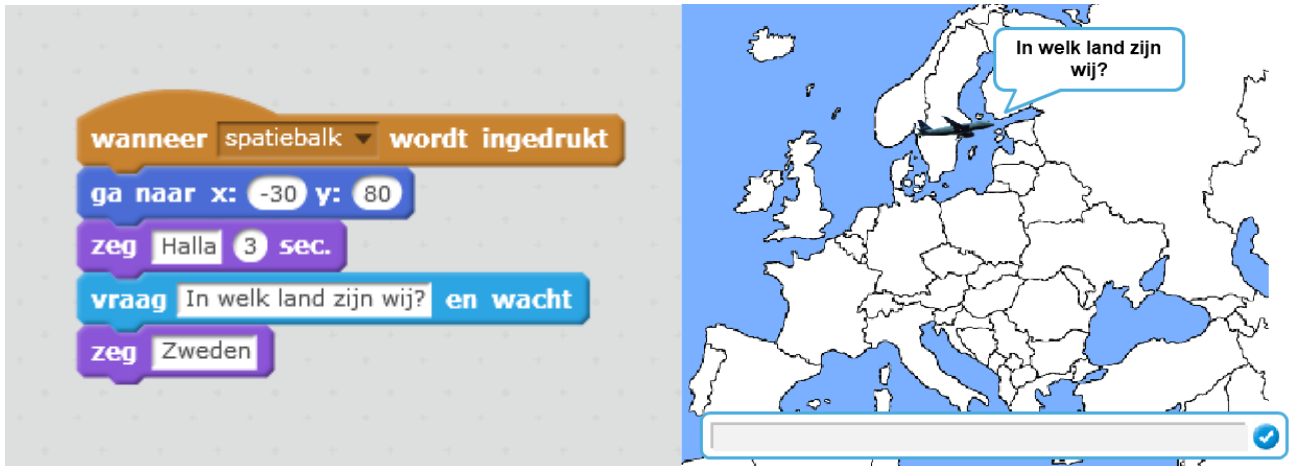 wanneer spatiebalk wordt ingedrukt
ga naar x: -30 y: 80
zeg Halla 3 sec.
vraag In welk land zijn wij? en wacht
zeg Zweden
In welk land zijn
wij?